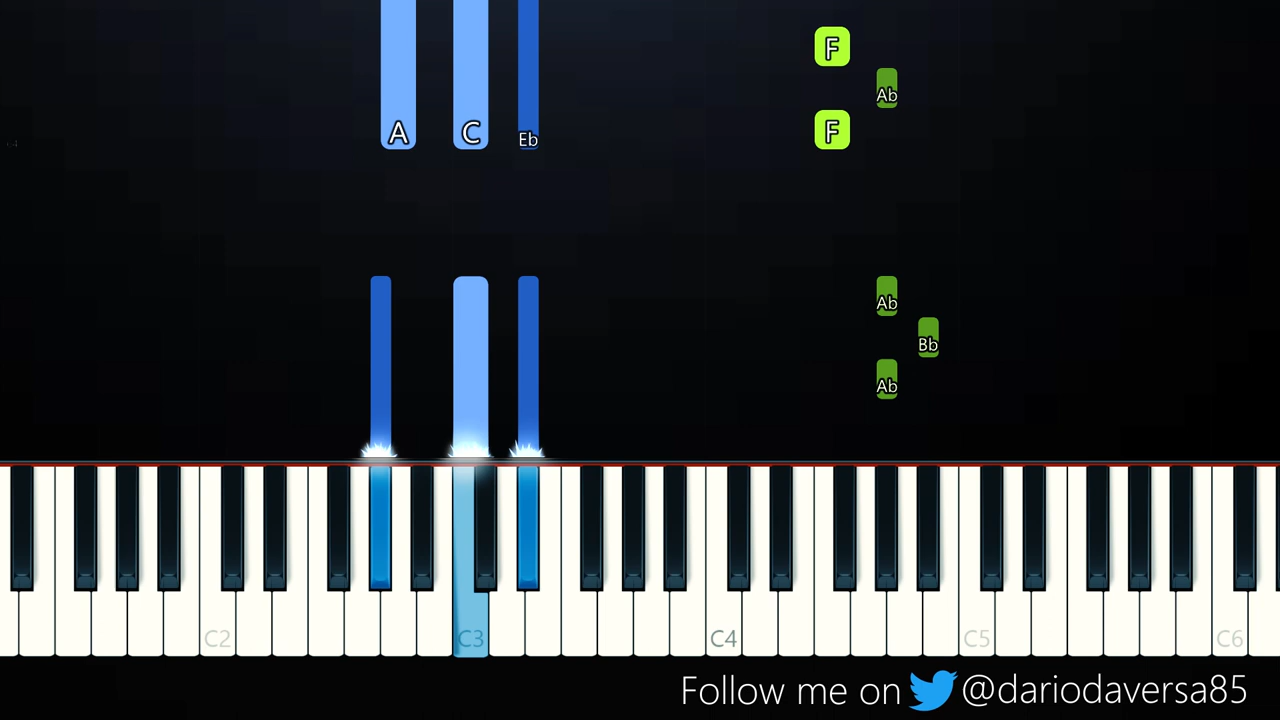 F
Ab
A C Eb F
Ab
Bb
Ab
C2 C3 C4 C5 C6
Follow me on @dariodaversa85